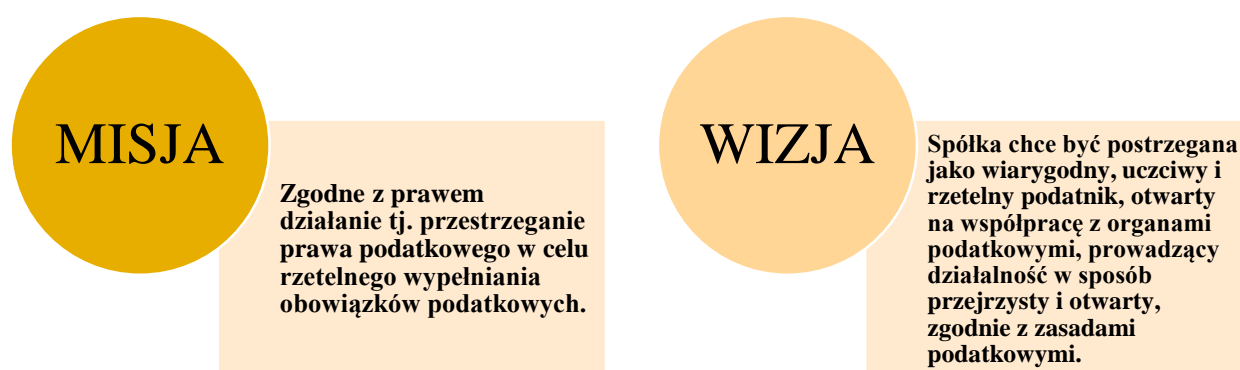 MISJA
Zgodne z prawem
działanie tj. przestrzeganie
prawa podatkowego w celu
rzetelnego wypełniania
obowiązków podatkowych.
WIZJA
Spółka chce być postrzegana
jako wiarygodny, uczciwy i
rzetelny podatnik, otwarty
na współpracę z organami
podatkowymi, prowadzący
działalność w sposób
przejrzysty i otwarty,
zgodnie z zasadami
podatkowymi.